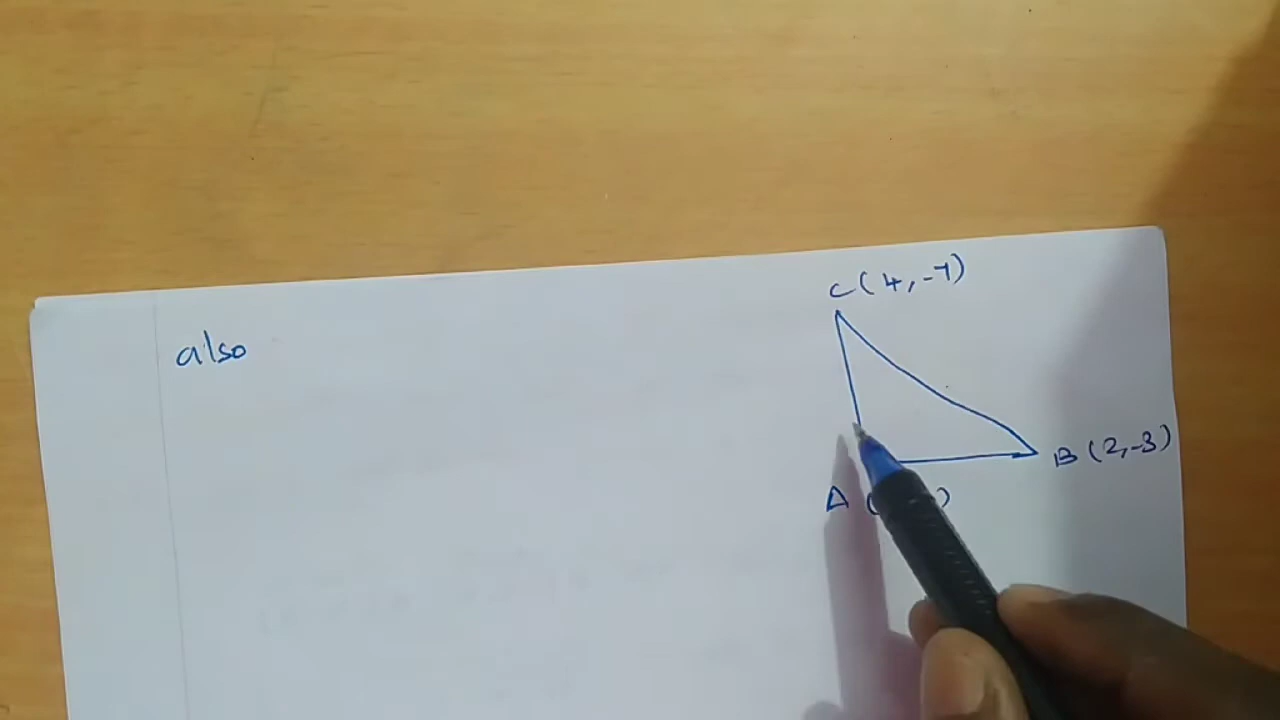 C(4,-7)
also
B(2,-3)
A ( )